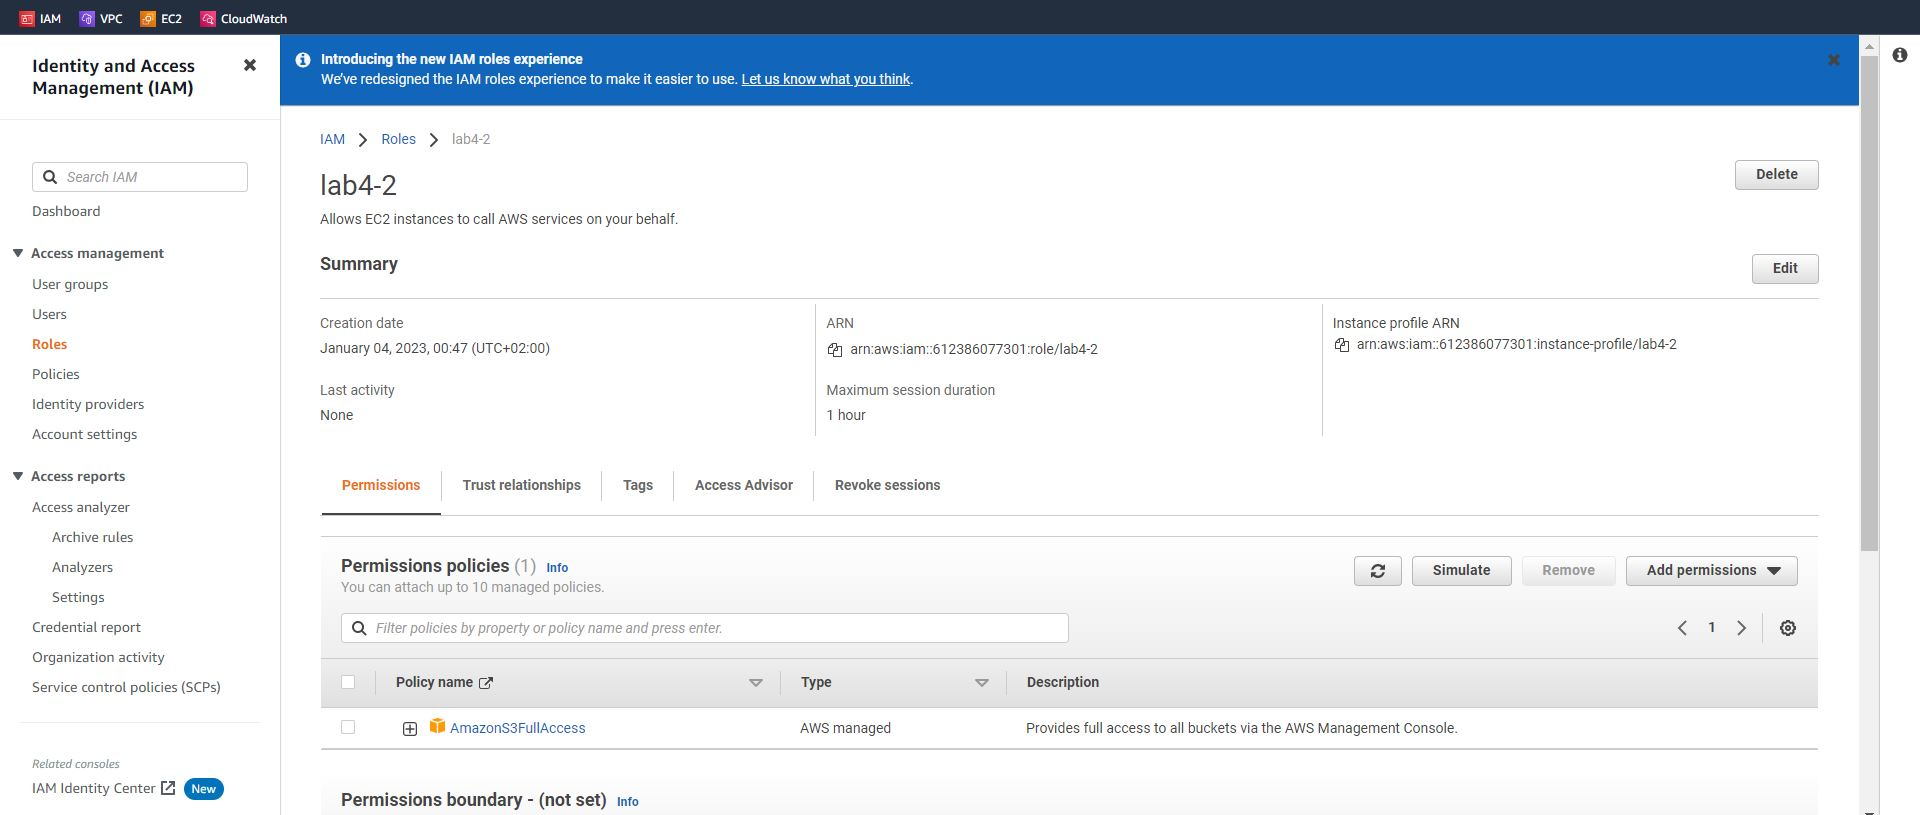 IAM VPC EC2 CloudWatch
Identity and Access
Management (IAM)
Search IAM
Dashboard
Access management
User groups
Users
Roles
Policies
Identity providers
Account settings
Access reports
Access analyzer
Archive rules
Analyzers
Settings
Credential report
Organization activity
Service control policies (SCPs)
Related consoles
IAM Identity Center New
Introducing the new IAM roles experience
We've redesigned the IAM roles experience to make it easier to use. Let us know what you think.
IAM Roles lab4-2
lab4-2
Delete
Allows EC2 instances to call AWS services on your behalf.
Summary
Edit
Creation date
January 04, 2023, 00:47 (UTC+02:00)
Last activity
None
ARN
arn:aws:iam::612386077301:role/lab4-2
Maximum session duration
1 hour
Instance profile ARN
arn:aws:iam::612386077301:instance-profile/lab4-2
Permissions Trust relationships Tags Access Advisor Revoke sessions
Permissions policies (1) Info
You can attach up to 10 managed policies.
Simulate Remove Add permissions
Filter policies by property or policy name and press enter.
1
Policy name Type Description
AmazonS3FullAccess AWS managed Provides full access to all buckets via the AWS Management Console.
Permissions boundary - (not set) Info